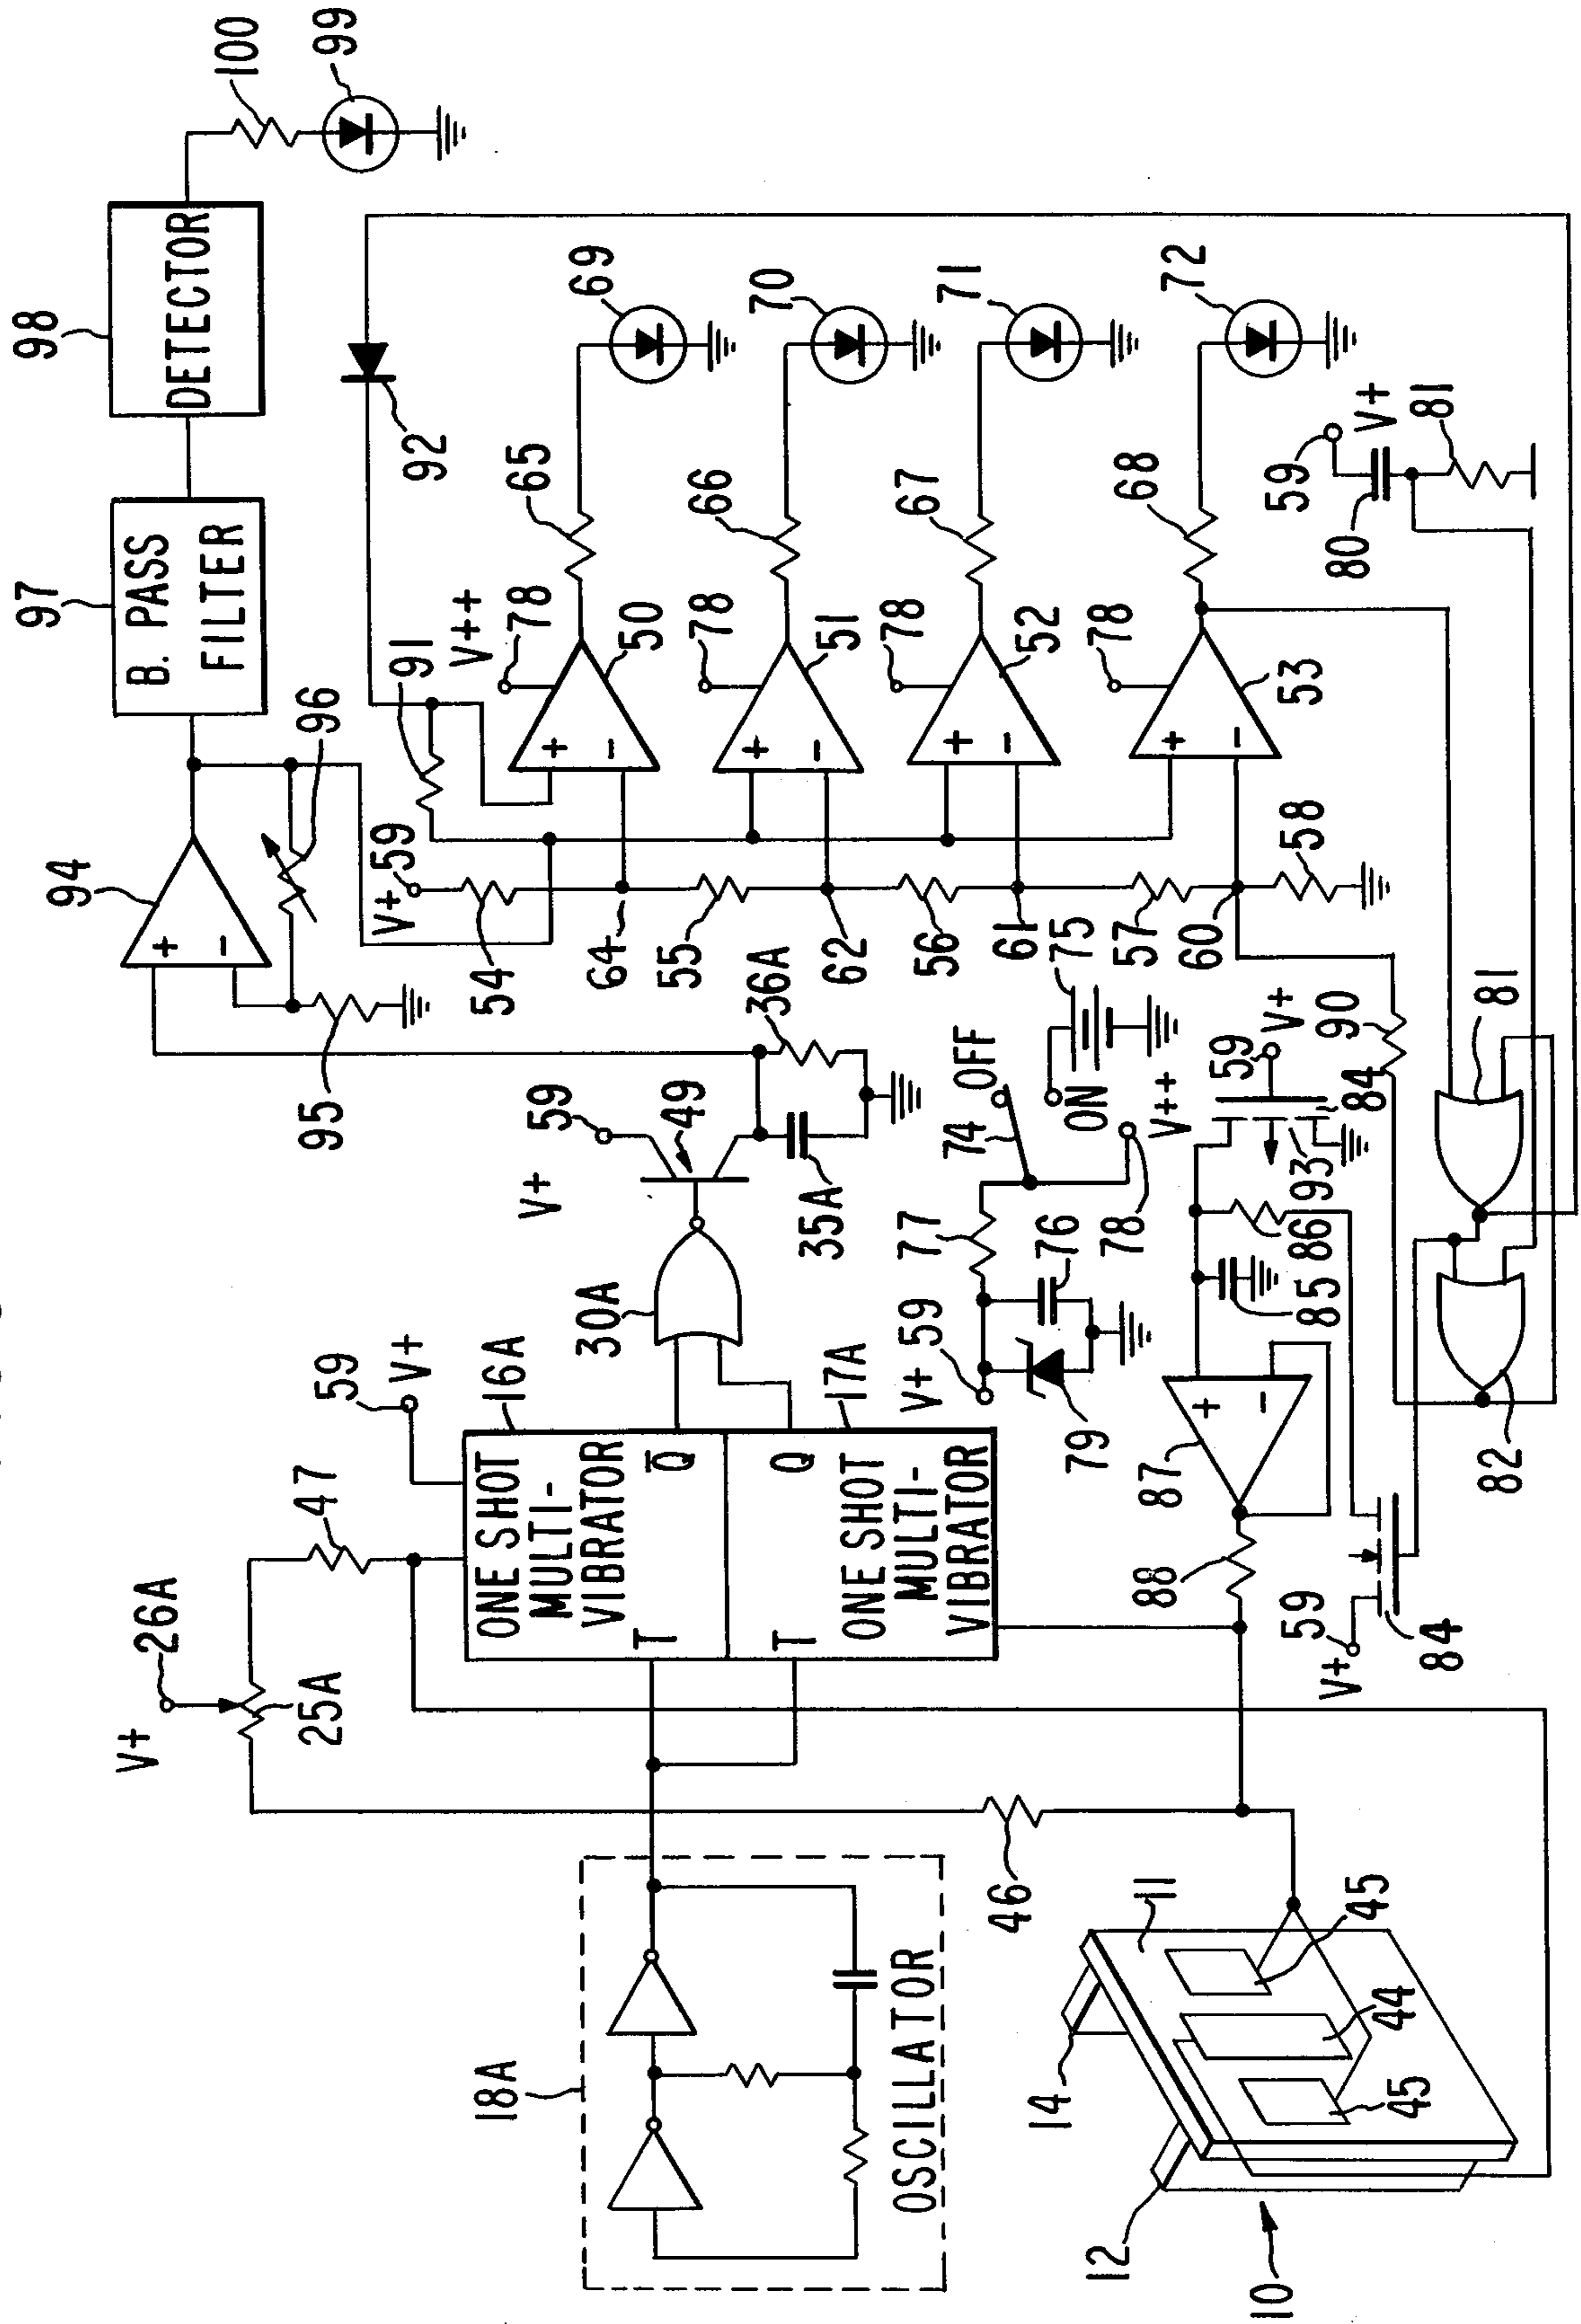 98
DETECTOR
100
99
97
B. PASS
FILTER
92
94
+
-
96
95
91
V++
78
50
+
-
65
69
V+
59
54
64
78
51
+
-
66
70
55
62
78
52
+
-
67
71
56
61
78
53
+
-
68
72
57
60
58
59
V+
80
81
36A
59
V+
49
35A
30A
OFF
74
ON
75
V++
78
77
76
V+
59
79
59
V+
90
84
93
86
85
87
+
-
88
59
V+
84
81
82
V+
26A
25A
47
59
V+
16A
ONE SHOT
MULTI-
VIBRATOR
T
Q̅
17A
T
Q
ONE SHOT
MULTI-
VIBRATOR
18A
OSCILLATOR
46
11
45
44
45
14
12
10